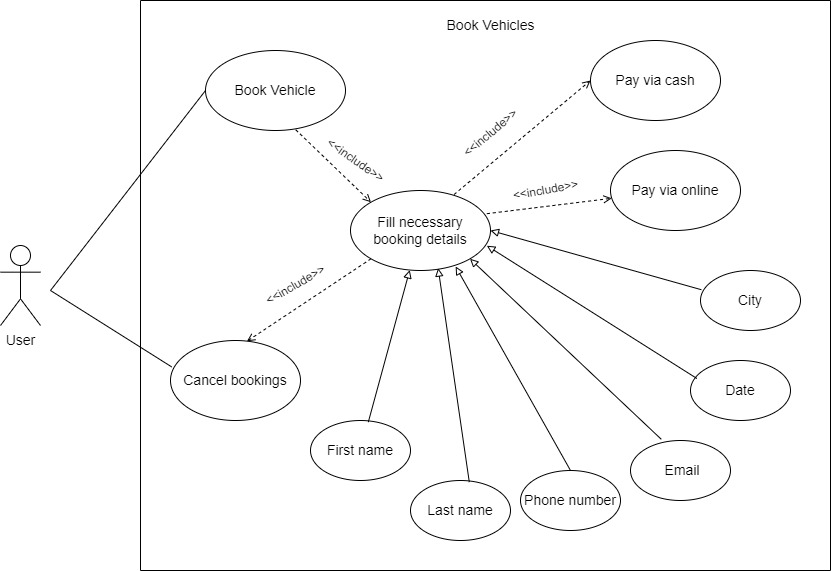 Book Vehicles
Book Vehicle
Pay via cash
<<include>>
<<include>>
Pay via online
<<include>>
Fill necessary
booking details
<<include>>
City
User
Cancel bookings
Date
First name
Email
Last name
Phone number